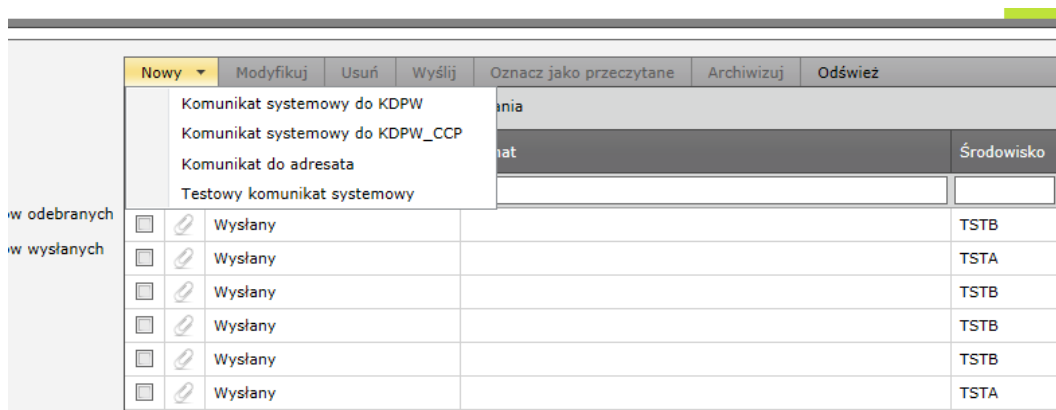 Nowy Modyfikuj Usuń Wyślij Oznacz jako przeczytane Archiwizuj Odśwież
Komunikat systemowy do KDPW
Komunikat systemowy do KDPW_CCP
Komunikat do adresata
Testowy komunikat systemowy
Środowisko
odebranych
wysłanych
Wysłany TSTB
Wysłany TSTA
Wysłany TSTB
Wysłany TSTB
Wysłany TSTB
Wysłany TSTA